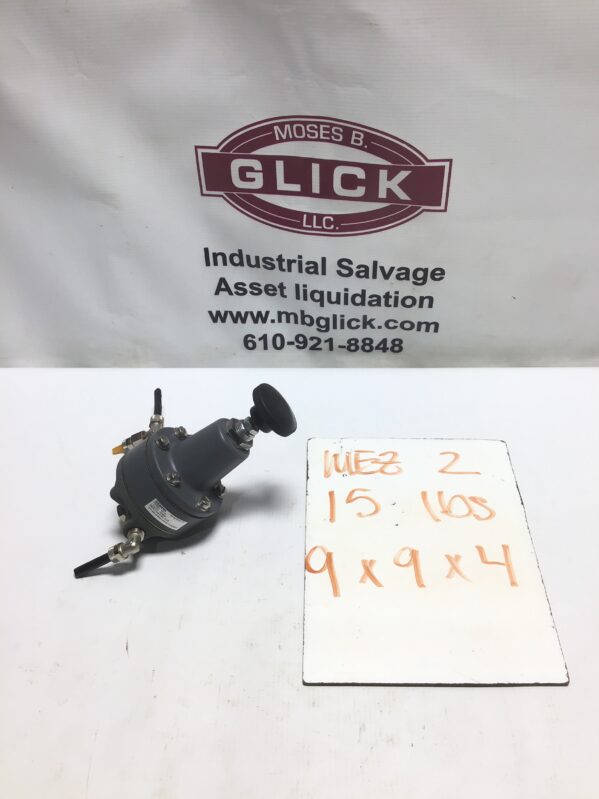 MOSES B.
GLICK
LLC.
Industrial Salvage
Asset liquidation
www.mbglick.com
610-921-8848
MEZ 2
15 lbs
9 x 9 x 4